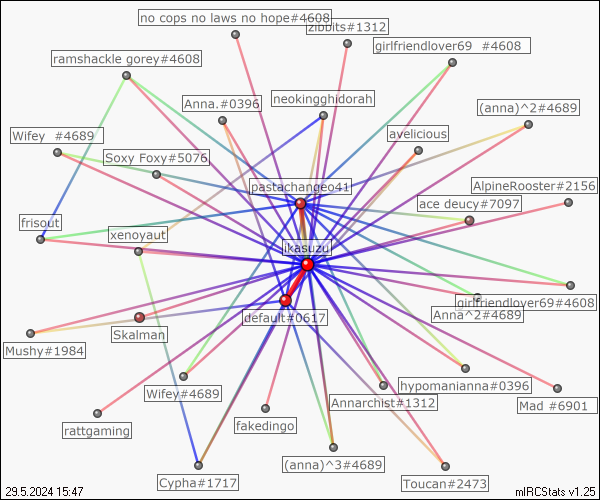 no cops no laws no hope#4608
zibbits#1312
girlfriendlover69 #4608
ramshackle gorey#4608
Anna.#0396
neokingghidorah
(anna)^2#4689
Wifey #4689
avelicious
Soxy Foxy#5076
pastachangeo41
AlpineRooster#2156
ace deucy#7097
frisout
xenoyaut
ikasuzu
girlfriendlover69#4608
Anna^2#4689
default#0617
Skalman
Mushy#1984
hypomanianna#0396
Wifey#4689
Annarchist#1312
Mad #6901
rattgaming
fakedingo
(anna)^3#4689
Cypha#1717
Toucan#2473
29.5.2024 15:47
mIRCStats v1.25